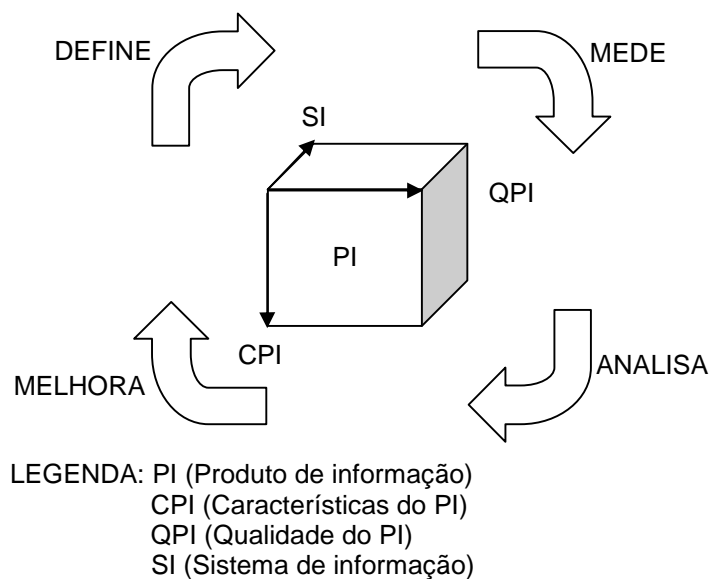 DEFINE
MEDE
SI
QPI
PI
CPI
MELHORA
ANALISA
LEGENDA: PI (Produto de informação)
CPI (Características do PI)
QPI (Qualidade do PI)
SI (Sistema de informação)